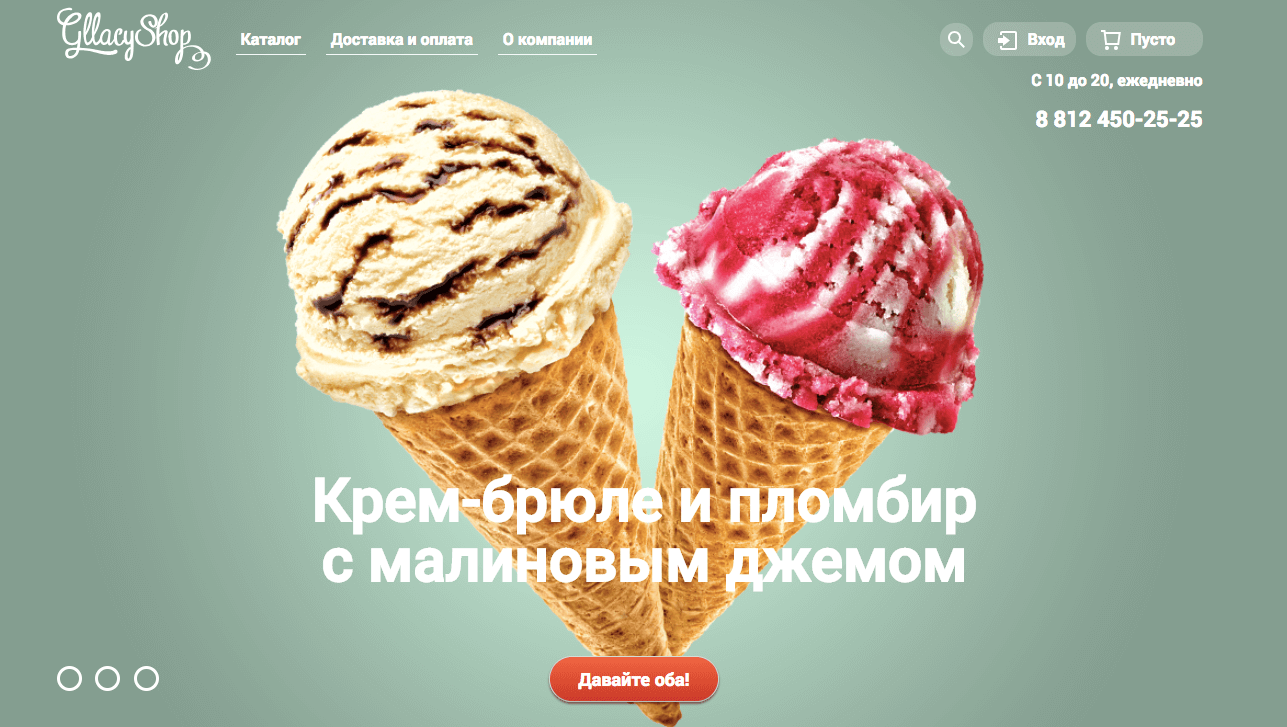 GllacyShop
Каталог
Доставка и оплата
О компании
Вход
Пусто
С 10 до 20, ежедневно
8 812 450-25-25
Крем-брюле и пломбир
с малиновым джемом
Давайте оба!